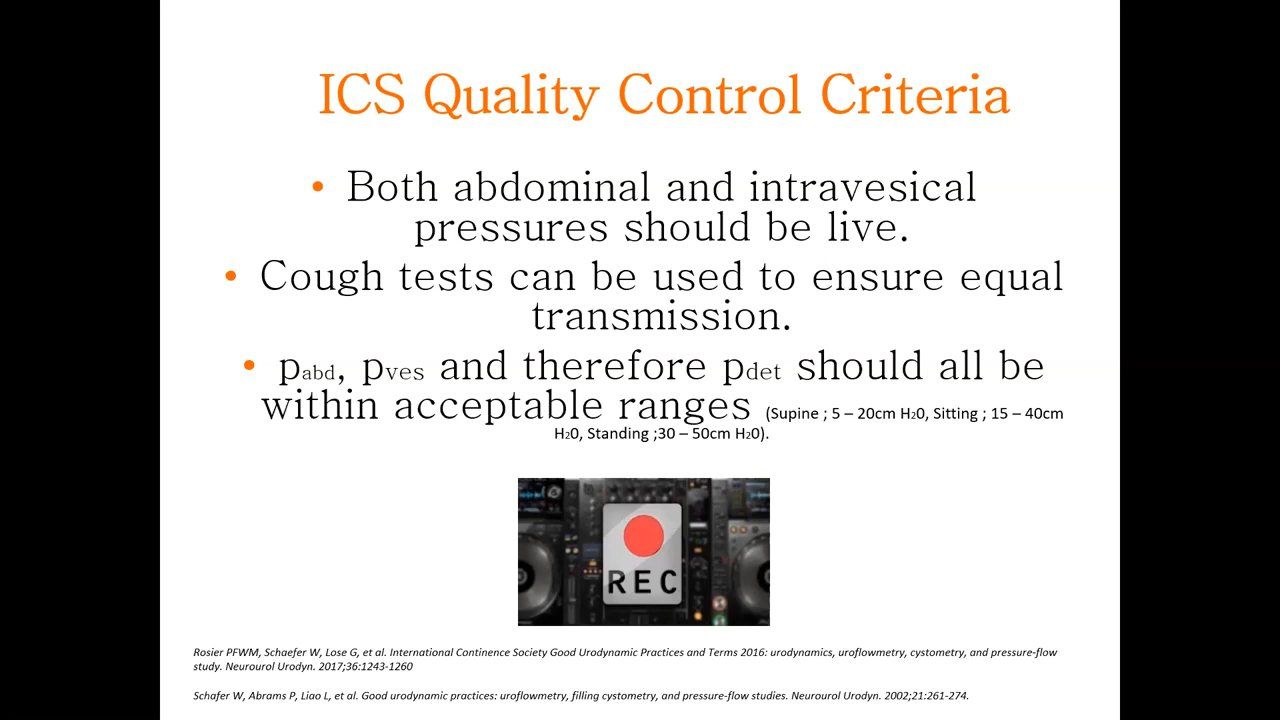 ICS Quality Control Criteria
• Both abdominal and intravesical
pressures should be live.
• Cough tests can be used to ensure equal
transmission.
• pabd, pves and therefore pdet should all be
within acceptable ranges (Supine ; 5 – 20cm H20, Sitting ; 15 – 40cm
H20, Standing ;30 – 50cm H20).
REC
Rosier PFWM, Schaefer W, Lose G, et al. International Continence Society Good Urodynamic Practices and Terms 2016: urodynamics, uroflowmetry, cystometry, and pressure-flow
study. Neurourol Urodyn. 2017;36:1243-1260
Schafer W, Abrams P, Liao L, et al. Good urodynamic practices: uroflowmetry, filling cystometry, and pressure-flow studies. Neurourol Urodyn. 2002;21:261-274.